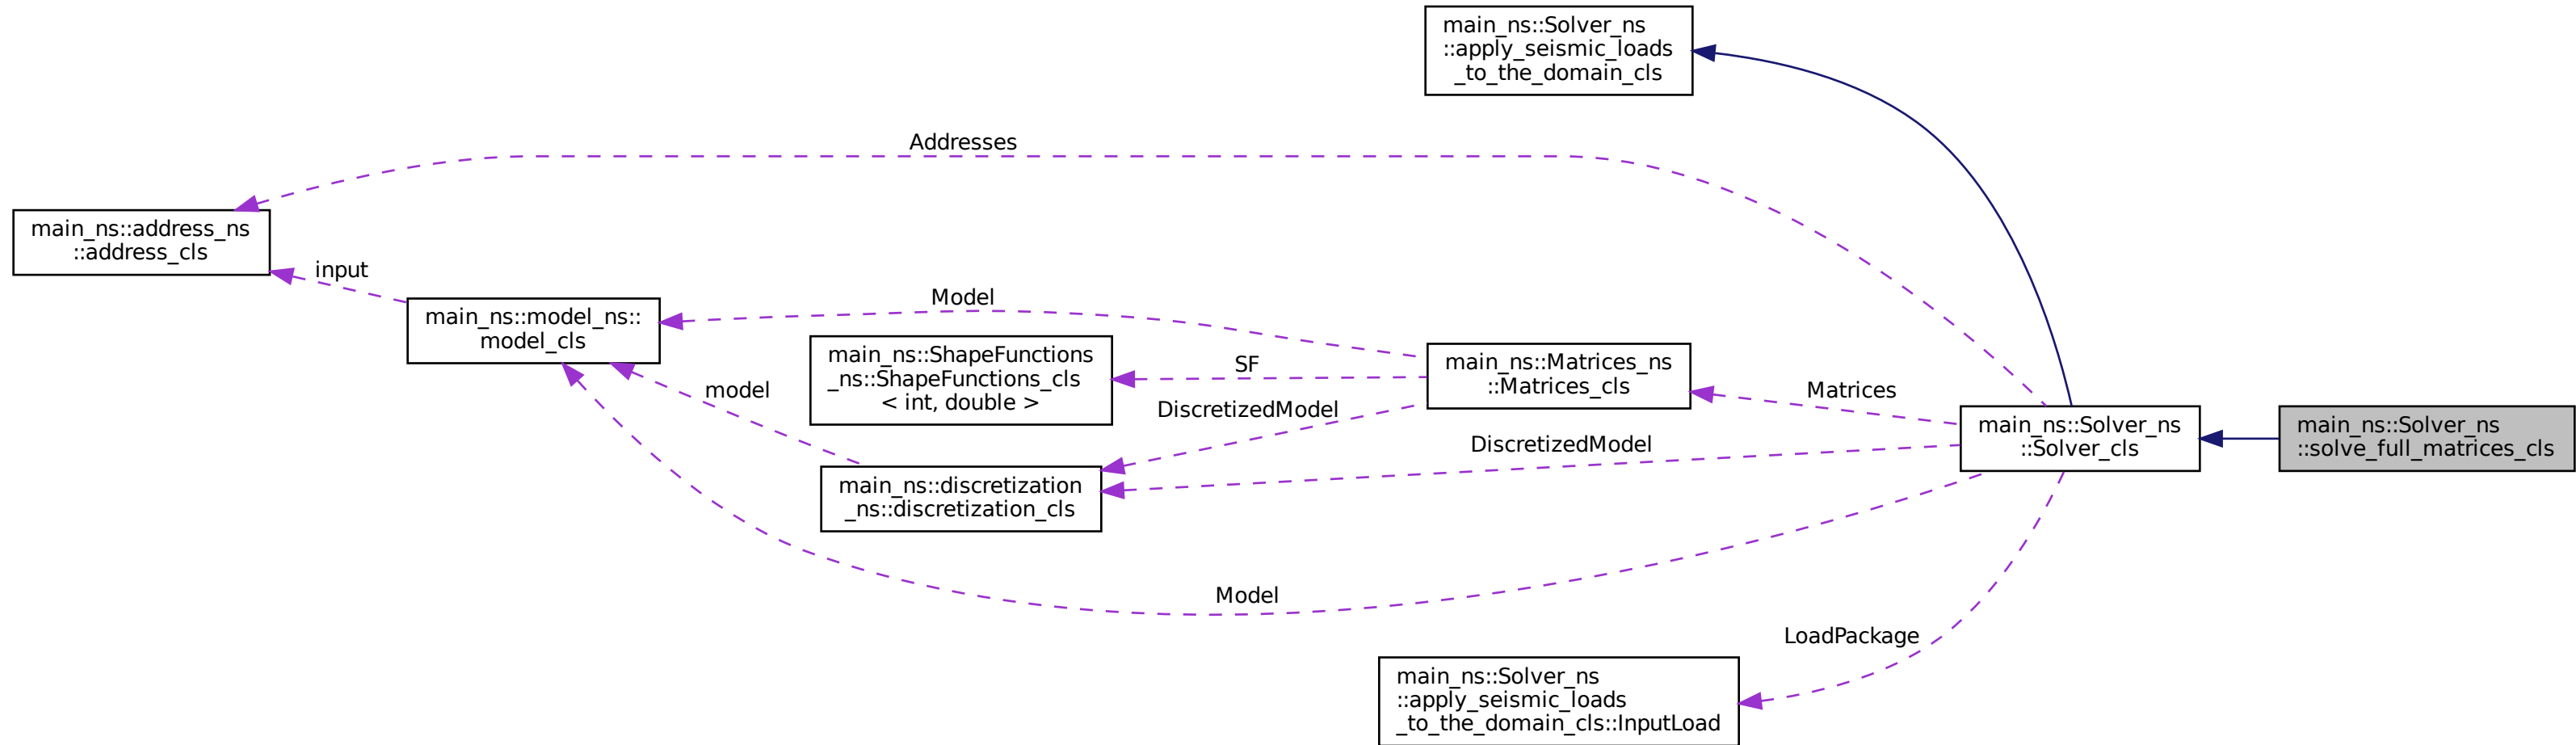 main_ns::Solver_ns
::apply_seismic_loads
_to_the_domain_cls
Addresses
main_ns::address_ns
::address_cls
input
main_ns::model_ns::
model_cls
Model
main_ns::ShapeFunctions
_ns::ShapeFunctions_cls
< int, double >
SF
main_ns::Matrices_ns
::Matrices_cls
model
DiscretizedModel
Matrices
main_ns::discretization
_ns::discretization_cls
DiscretizedModel
main_ns::Solver_ns
::Solver_cls
main_ns::Solver_ns
::solve_full_matrices_cls
Model
LoadPackage
main_ns::Solver_ns
::apply_seismic_loads
_to_the_domain_cls::InputLoad